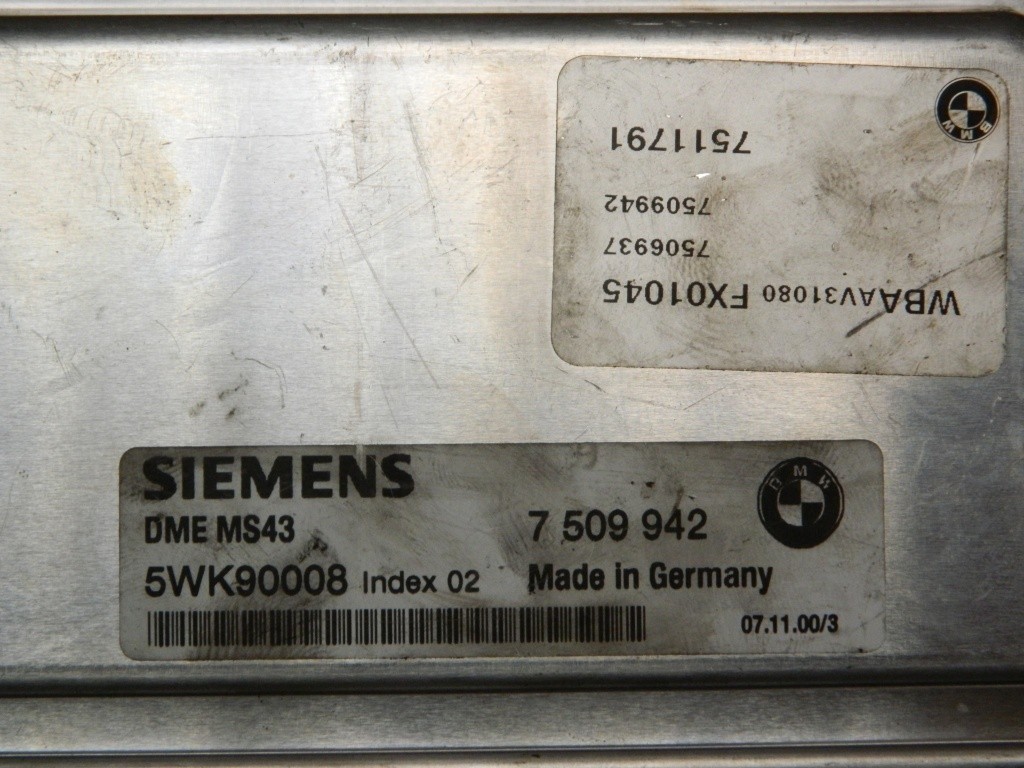 BMW
7511791
7509942
7506937
WBAAV31080 FX01045
SIEMENS
BMW
DME MS43
7 509 942
5WK90008 Index 02
Made in Germany
07.11.00/3